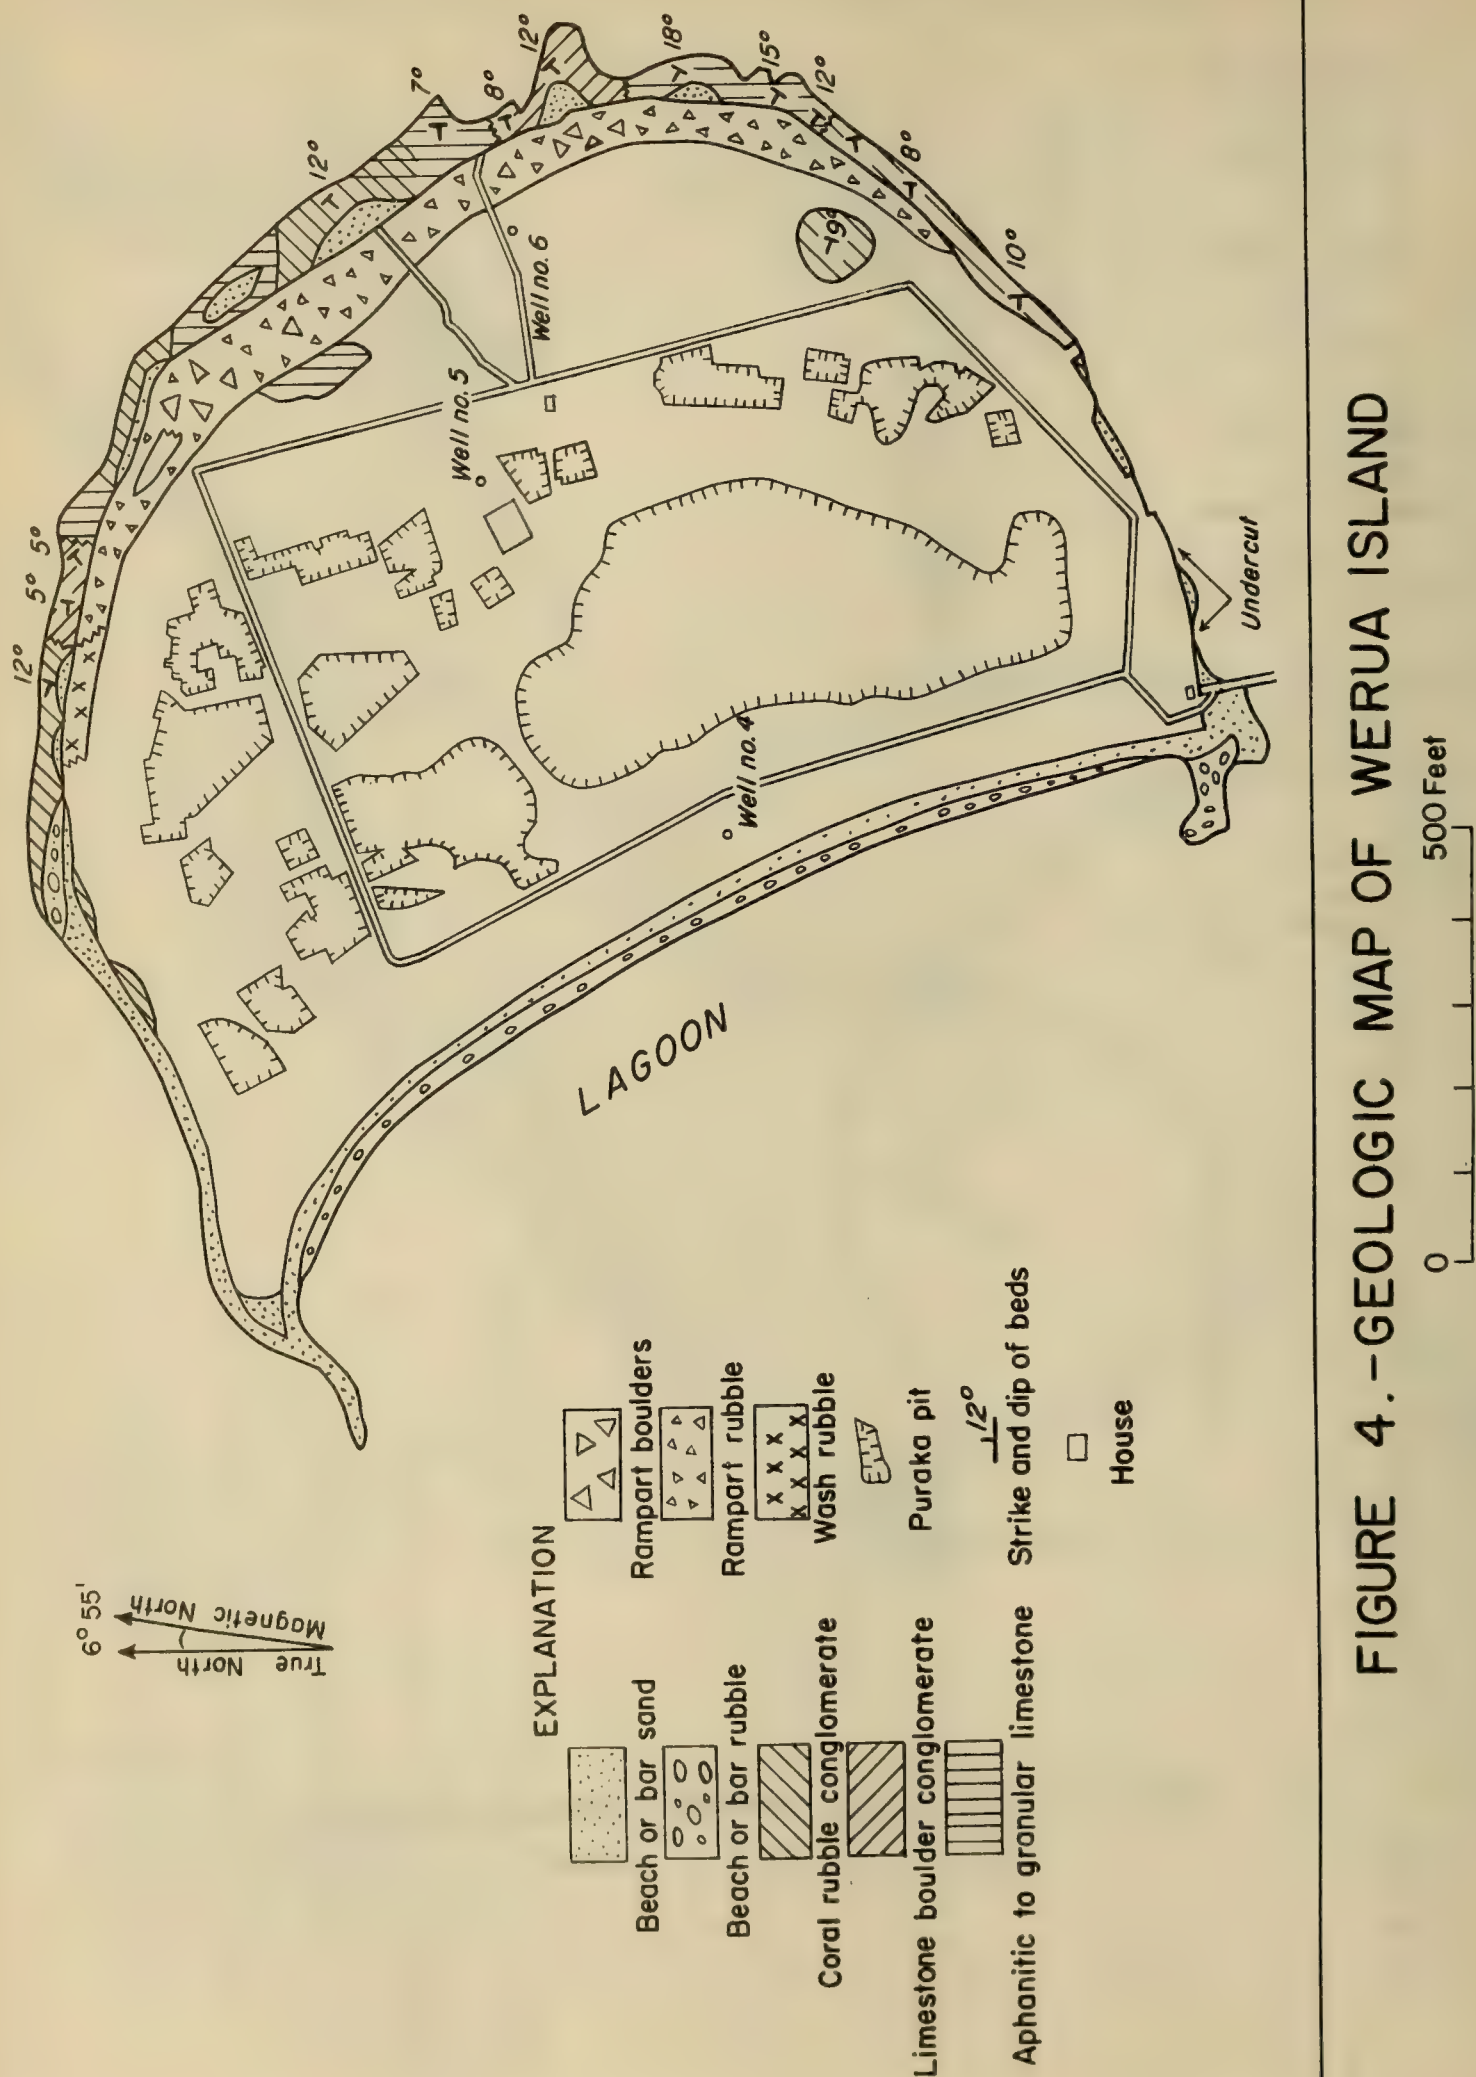 12°
5°
5°
12°
7°
8°
12°
18°
15°
12°
8°
10°
9°
Well no. 6
Well no. 5
Well no. 4
LAGOON
Undercut
6° 55'
True North
Magnetic North
EXPLANATION
Beach or bar sand
Beach or bar rubble
Coral rubble conglomerate
Limestone boulder conglomerate
Aphanitic to granular limestone
Rampart boulders
Rampart rubble
Wash rubble
Puraka pit
12°
Strike and dip of beds
House
FIGURE 4.-GEOLOGIC MAP OF WERUA ISLAND
0
500 Feet